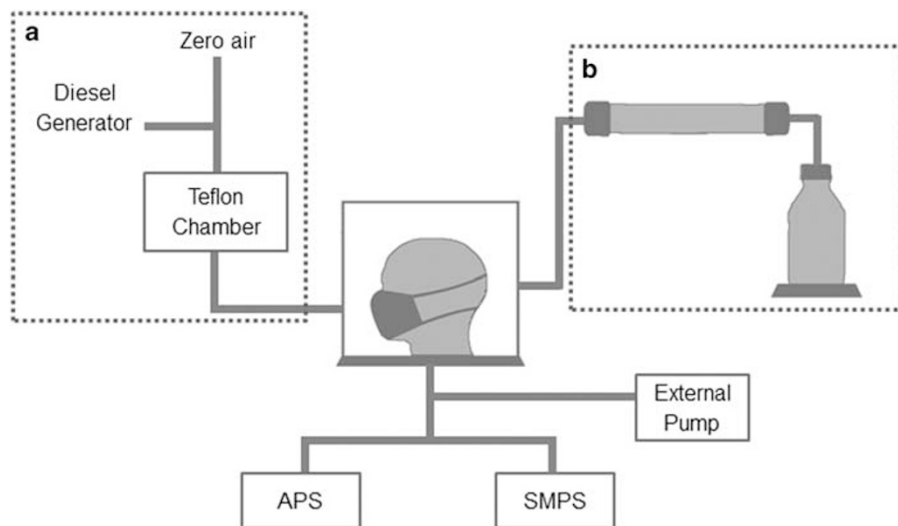 a
Zero air
Diesel
Generator
Teflon
Chamber
b
External
Pump
APS
SMPS